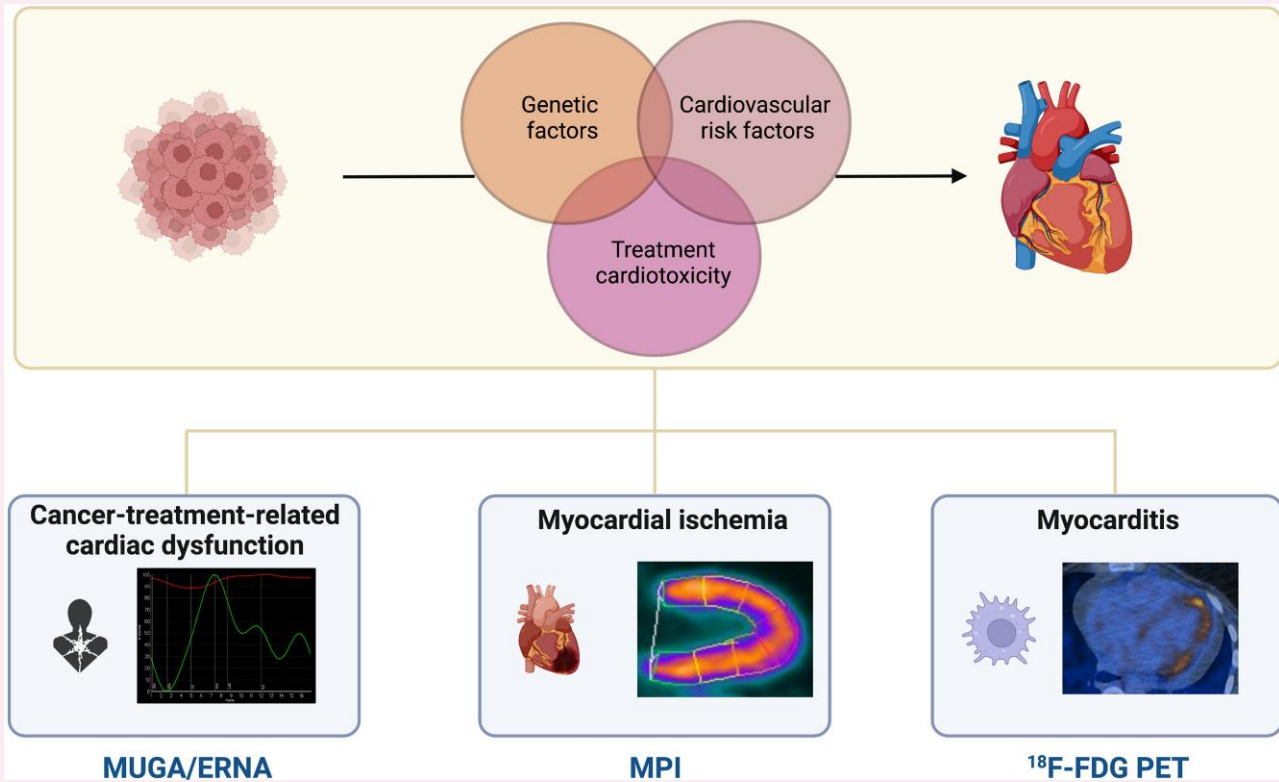 Genetic
factors
Cardiovascular
risk factors
Treatment
cardiotoxicity
Cancer-treatment-related
cardiac dysfunction
Myocardial ischemia
Myocarditis
MUGA/ERNA
MPI
¹⁸F-FDG PET